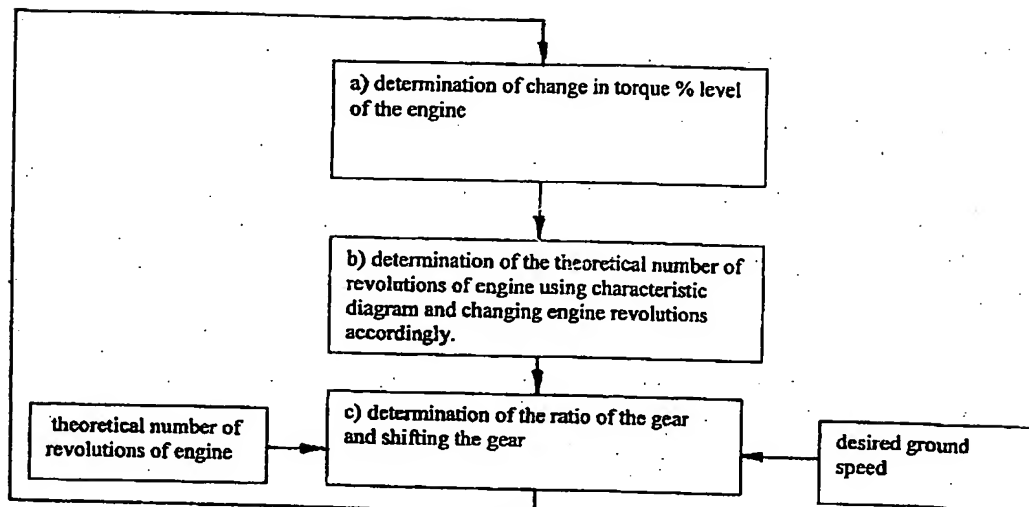 a) determination of change in torque % level
of the engine
b) determination of the theoretical number of
revolutions of engine using characteristic
diagram and changing engine revolutions
accordingly.
c) determination of the ratio of the gear
and shifting the gear
theoretical number of
revolutions of engine
desired ground
speed